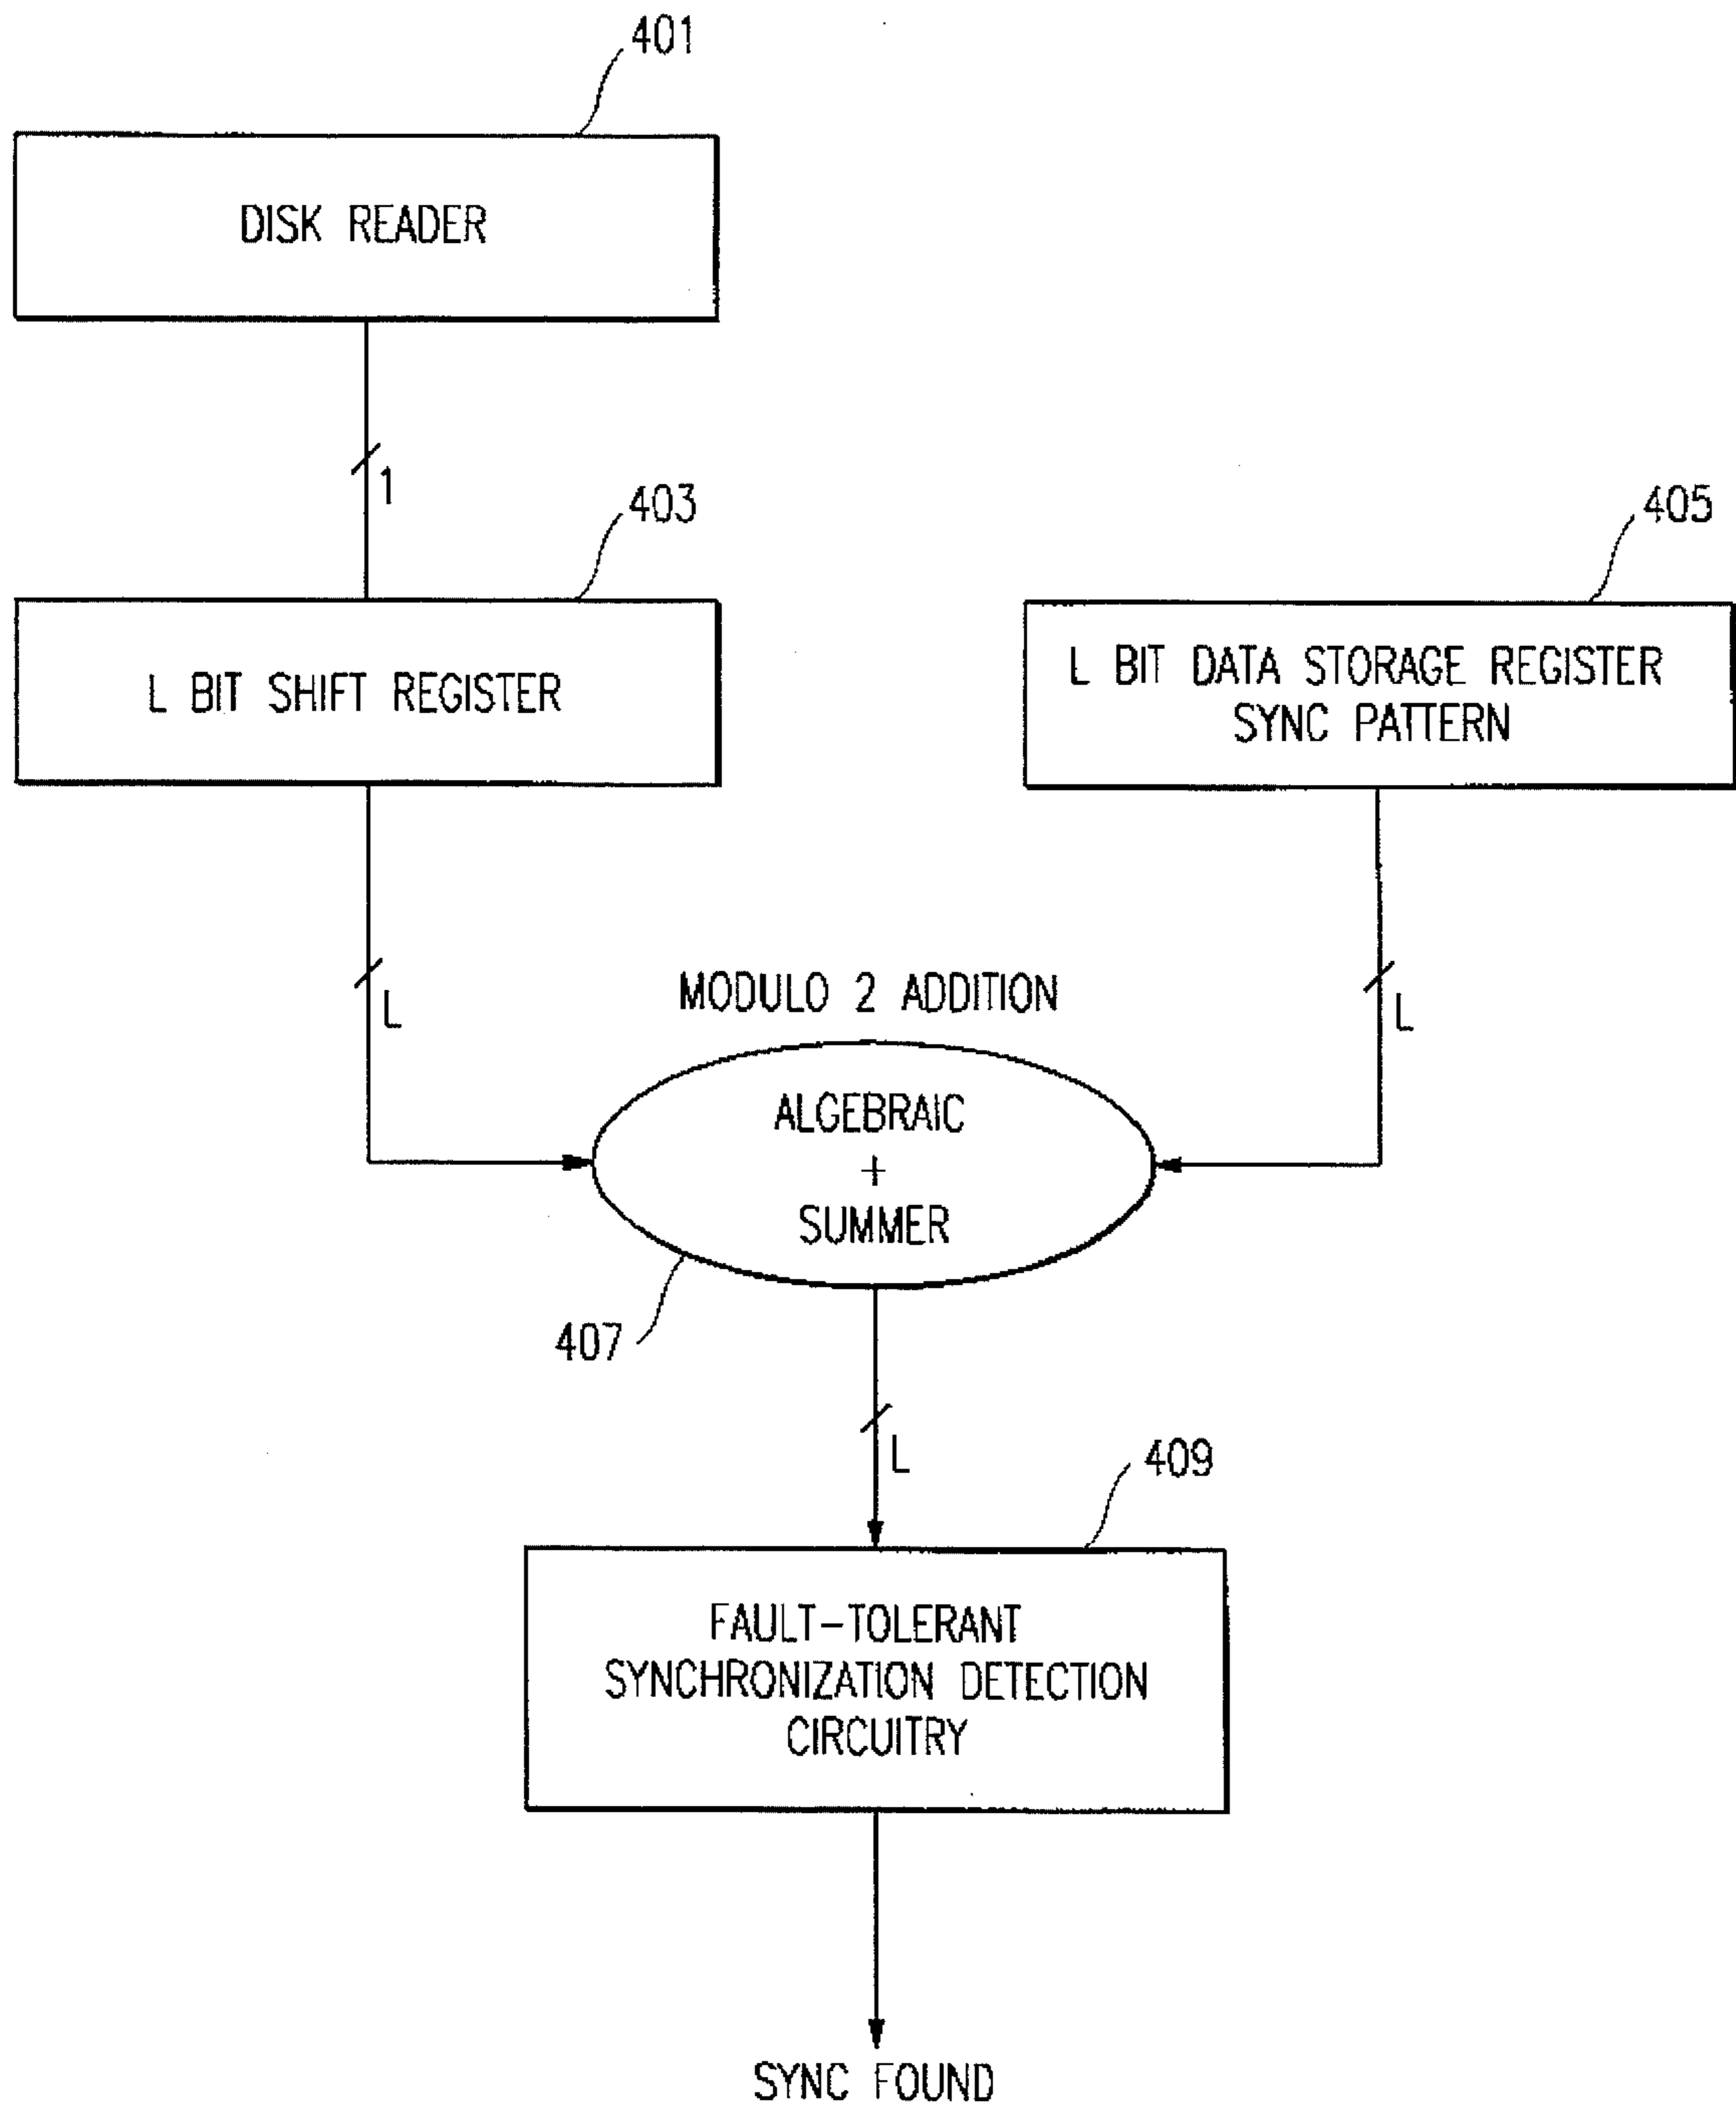 401
DISK READER
1
403
405
L BIT SHIFT REGISTER
L BIT DATA STORAGE REGISTER
SYNC PATTERN
L
L
MODULO 2 ADDITION
ALGEBRAIC
+
SUMMER
407
L
409
FAULT-TOLERANT
SYNCHRONIZATION DETECTION
CIRCUITRY
SYNC FOUND